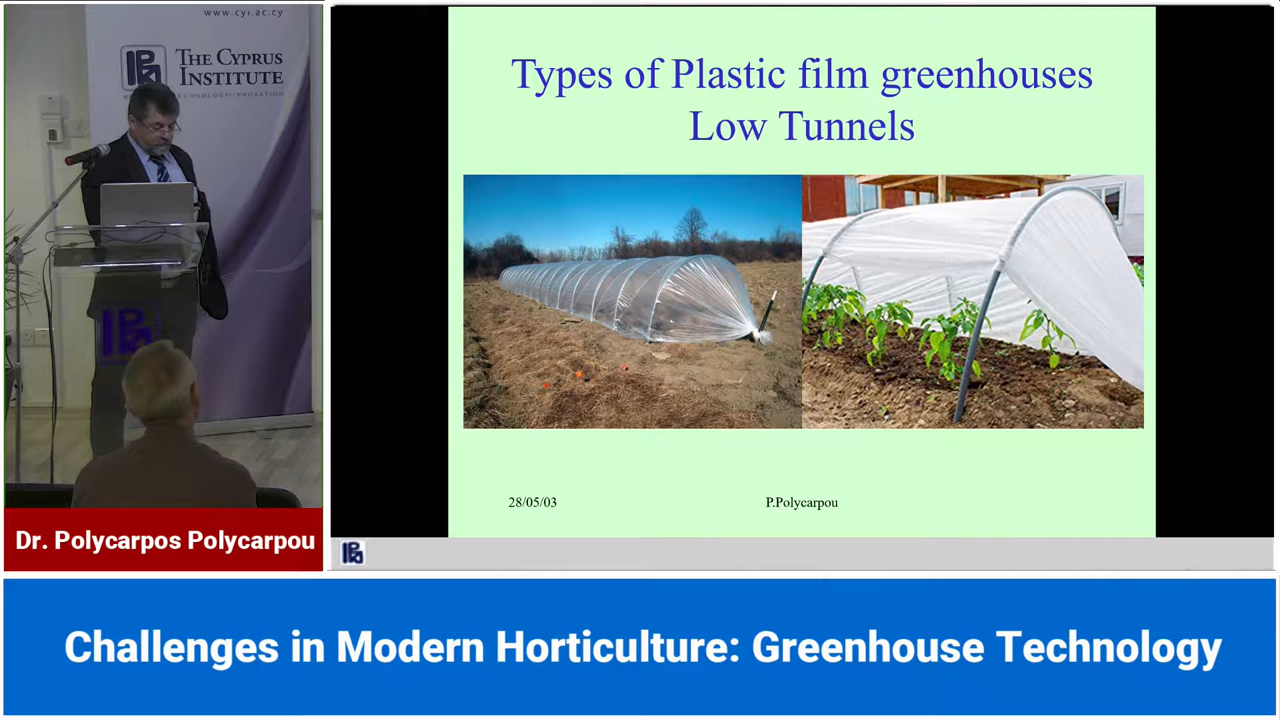 www.cyi.ac.cy
THE CYPRUS
INSTITUTE
Types of Plastic film greenhouses
Low Tunnels
28/05/03
P.Polycarpou
Dr. Polycarpos Polycarpou
Challenges in Modern Horticulture: Greenhouse Technology